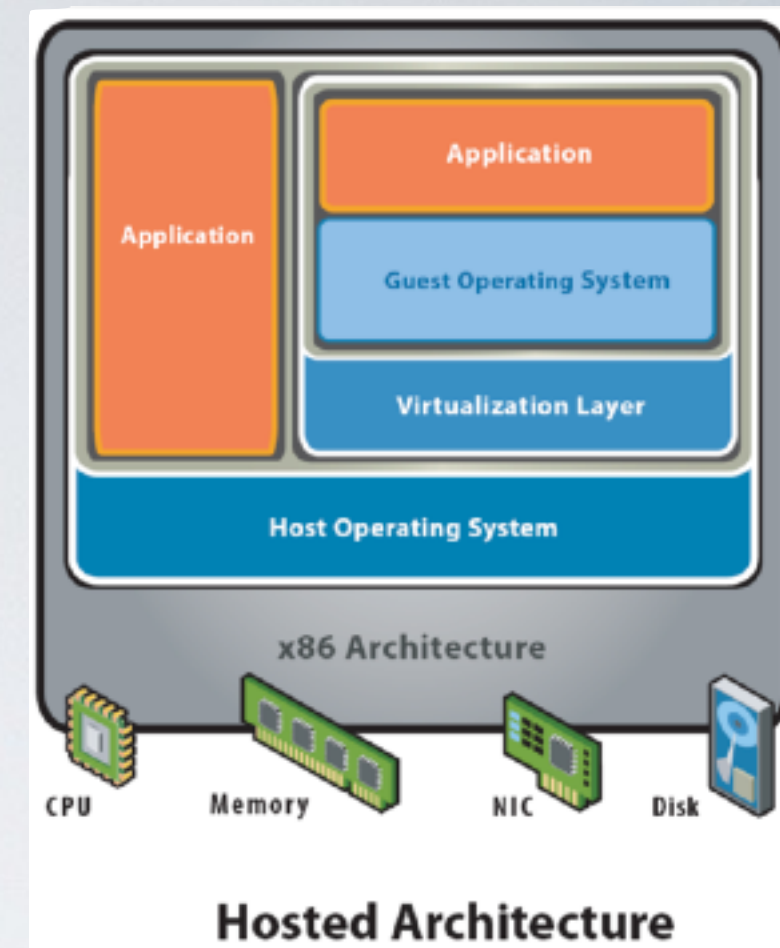 Application
Application
Guest Operating System
Virtualization Layer
Host Operating System
x86 Architecture
CPU
Memory
NIC
Disk
Hosted Architecture